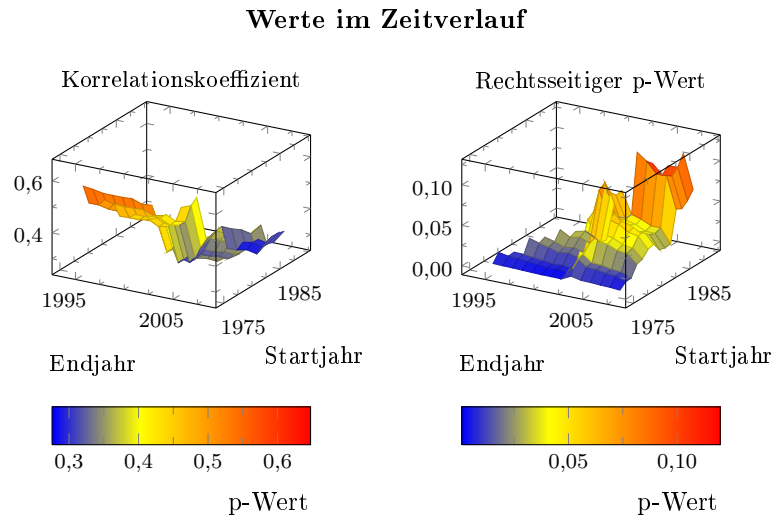 Werte im Zeitverlauf
Korrelationskoeffizient
0,6
0,4
1995
2005
1975
1985
Endjahr
Startjahr
0,3 0,4 0,5 0,6
p-Wert
Rechtsseitiger p-Wert
0,10
0,05
0,00
1995
2005
1975
1985
Endjahr
Startjahr
0,05 0,10
p-Wert